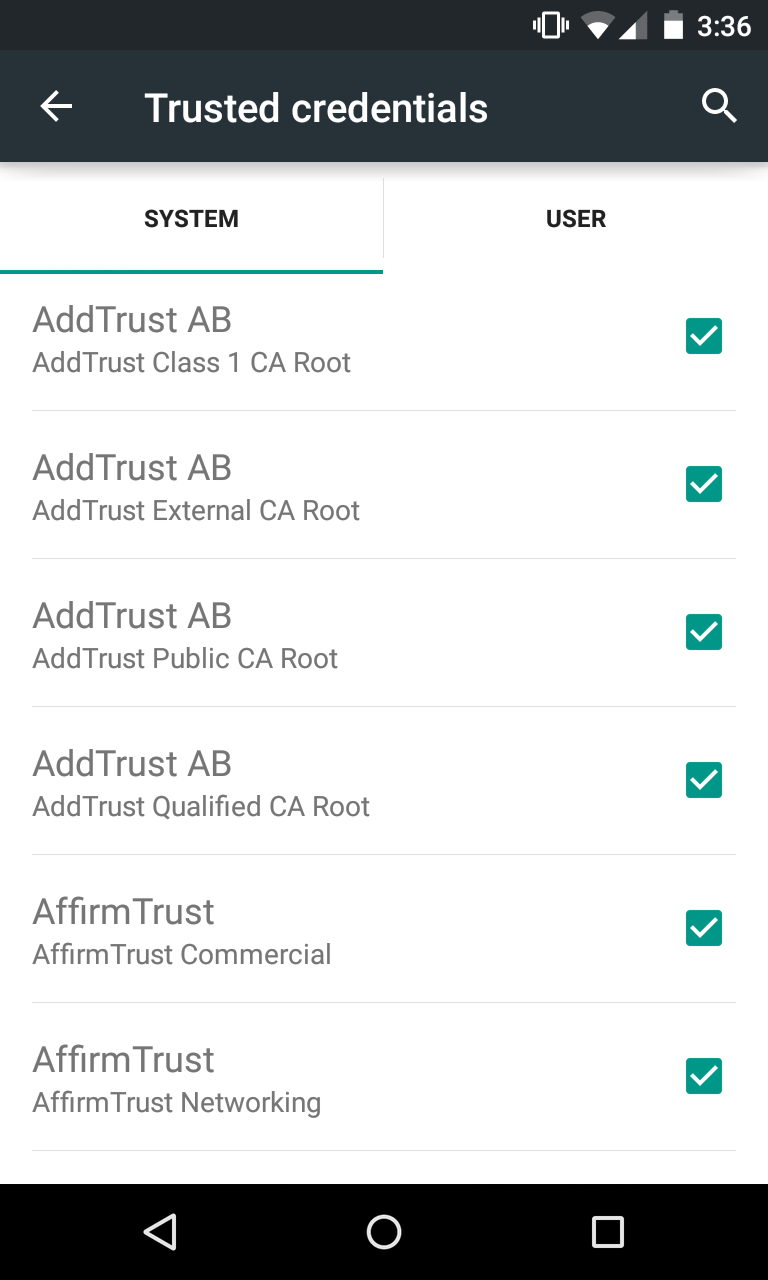 3:36
Trusted credentials
SYSTEM
USER
AddTrust AB
AddTrust Class 1 CA Root
AddTrust AB
AddTrust External CA Root
AddTrust AB
AddTrust Public CA Root
AddTrust AB
AddTrust Qualified CA Root
AffirmTrust
AffirmTrust Commercial
AffirmTrust
AffirmTrust Networking